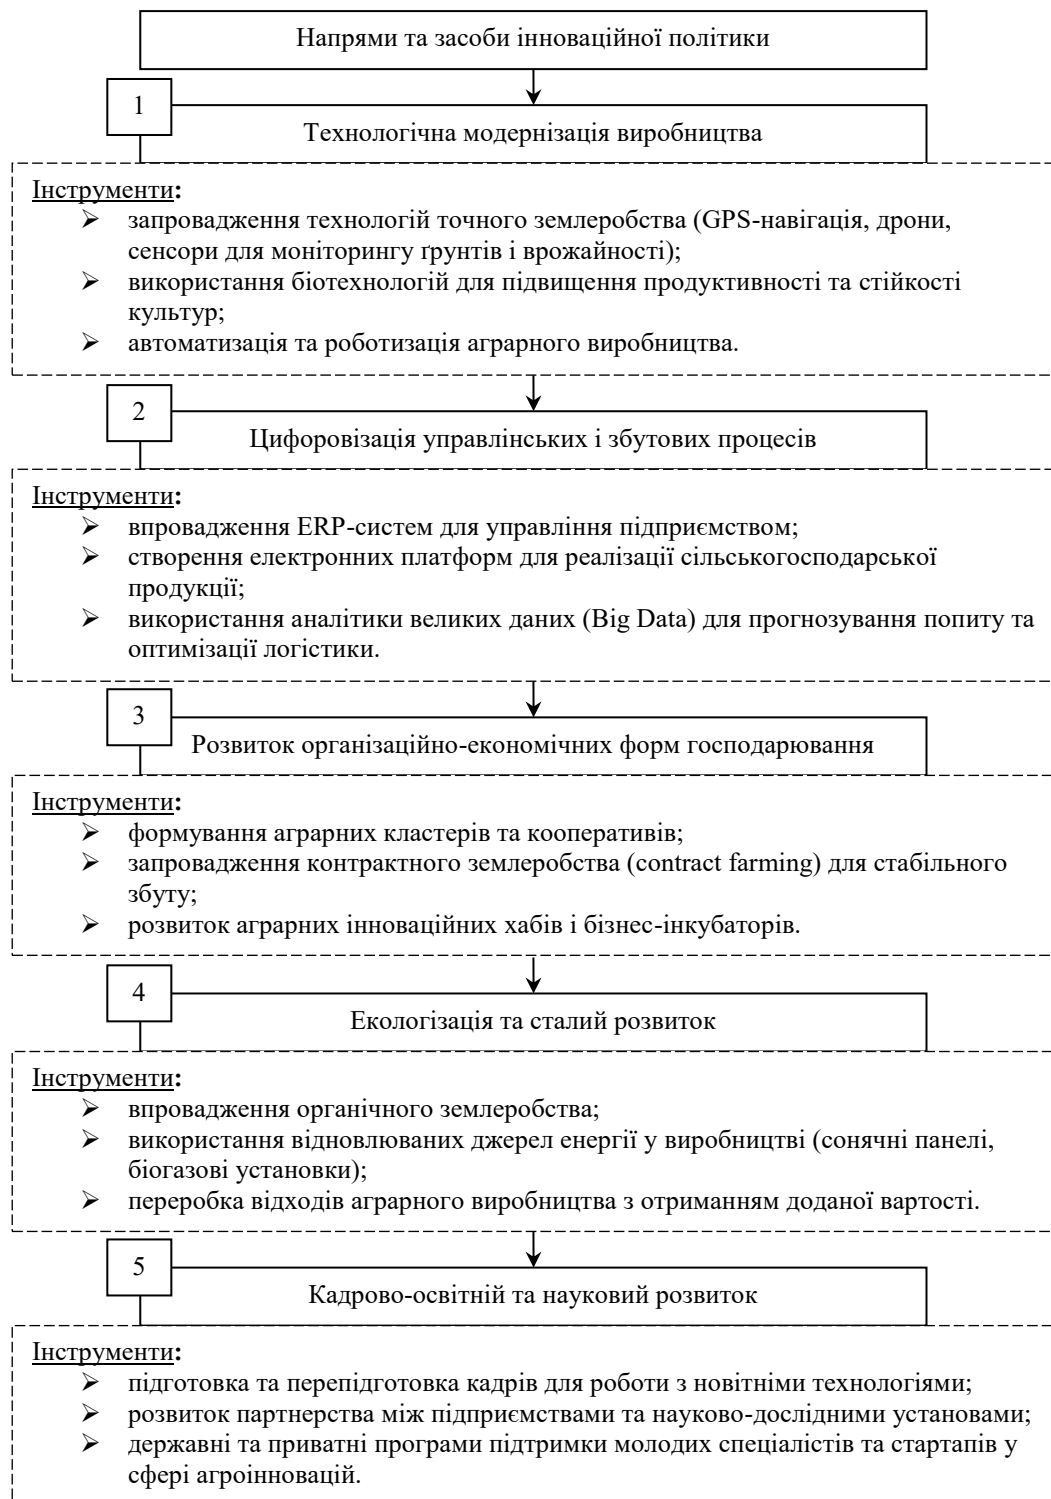 Напрями та засоби інноваційної політики
1
Технологічна модернізація виробництва
Інструменти:
➢ запровадження технологій точного землеробства (GPS-навігація, дрони,
сенсори для моніторингу ґрунтів і врожайності);
➢ використання біотехнологій для підвищення продуктивності та стійкості
культур;
➢ автоматизація та роботизація аграрного виробництва.
2
Цифоровізація управлінських і збутових процесів
Інструменти:
➢ впровадження ERP-систем для управління підприємством;
➢ створення електронних платформ для реалізації сільськогосподарської
продукції;
➢ використання аналітики великих даних (Big Data) для прогнозування попиту та
оптимізації логістики.
3
Розвиток організаційно-економічних форм господарювання
Інструменти:
➢ формування аграрних кластерів та кооперативів;
➢ запровадження контрактного землеробства (contract farming) для стабільного
збуту;
➢ розвиток аграрних інноваційних хабів і бізнес-інкубаторів.
4
Екологізація та сталий розвиток
Інструменти:
➢ впровадження органічного землеробства;
➢ використання відновлюваних джерел енергії у виробництві (сонячні панелі,
біогазові установки);
➢ переробка відходів аграрного виробництва з отриманням доданої вартості.
5
Кадрово-освітній та науковий розвиток
Інструменти:
➢ підготовка та перепідготовка кадрів для роботи з новітніми технологіями;
➢ розвиток партнерства між підприємствами та науково-дослідними установами;
➢ державні та приватні програми підтримки молодих спеціалістів та стартапів у
сфері агроінновацій.